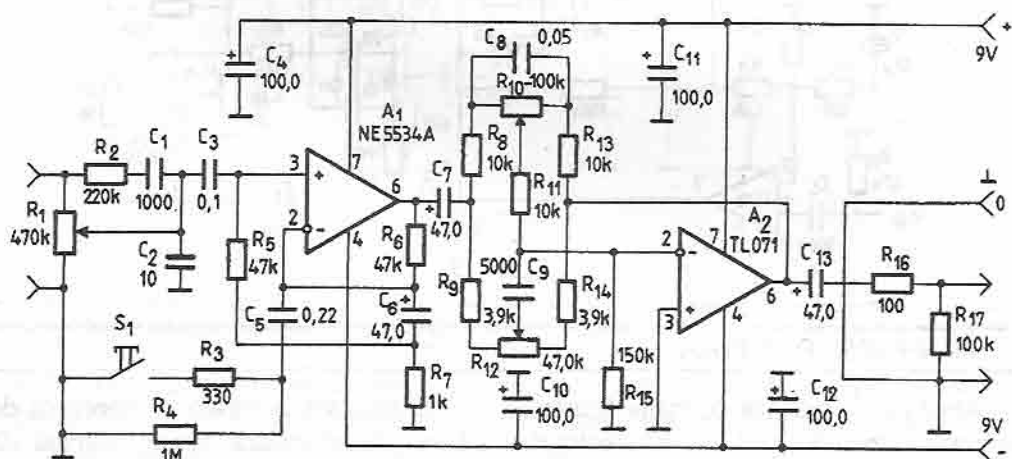 C8 0,05
+
C4
100,0
C11
100,0
9V
R10 100k
A1
NE5534A
R2
220k
C1
1000
C3
0,1
3
+
7
6
2
-
4
C7
+
47,0
R8
10k
R13
10k
R11
10k
⊥
0
A2
TL071
R1
470k
C2
10
R5
47k
R6
47k
5000 C9
2
-
7
6
+
3
4
C13
+
47,0
R16
100
C5
0,22
C6
+
47,0
R9
3,9k
R14
3,9k
R17
100k
S1
R3
330
R12
47,0k
150k
R15
R7
1k
C10
+
100,0
C12
+
-
100,0
R4
1M
9V
-